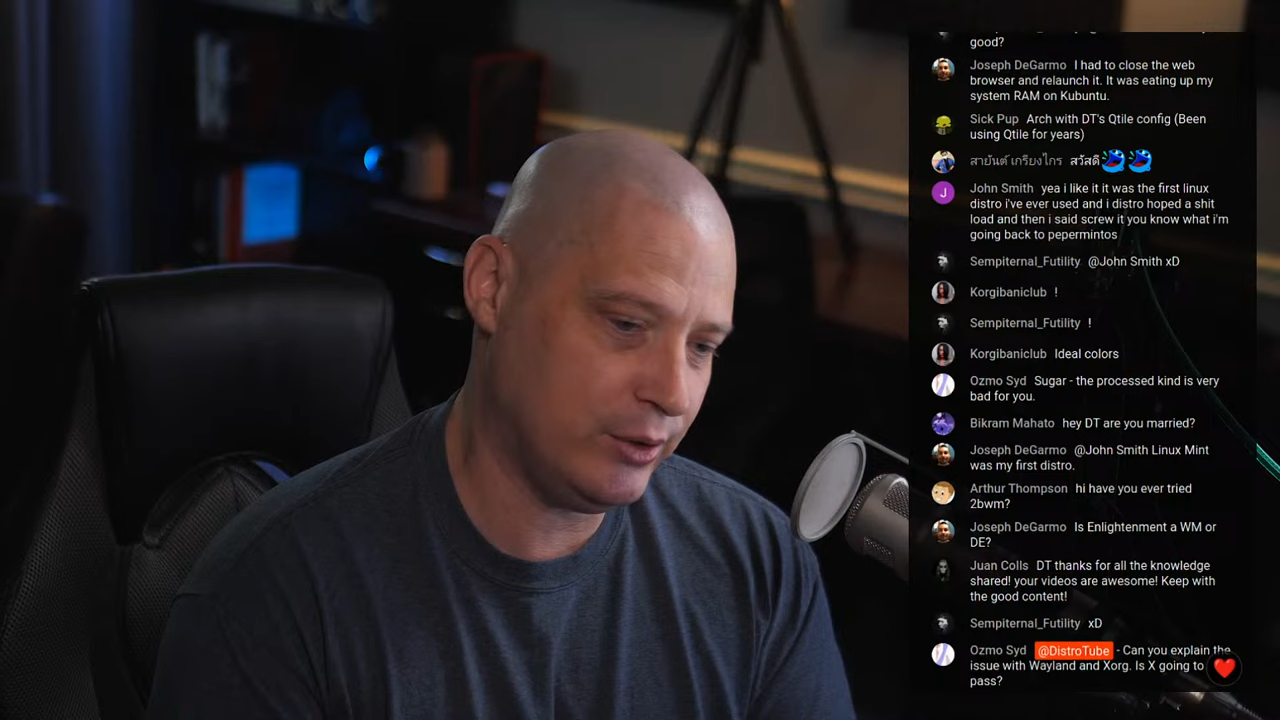 good?
Joseph DeGarmo I had to close the web
browser and relaunch it. It was eating up my
system RAM on Kubuntu.
Sick Pup Arch with DT's Qtile config (Been
using Qtile for years)
สายันต์ เกรียงไกร สวัสดี
J
John Smith yea i like it it was the first linux
distro i've ever used and i distro hoped a shit
load and then i said screw it you know what i'm
going back to pepermintos
Sempiternal_Futility @John Smith xD
Korgibaniclub !
Sempiternal_Futility !
Korgibaniclub Ideal colors
Ozmo Syd Sugar - the processed kind is very
bad for you.
Bikram Mahato hey DT are you married?
Joseph DeGarmo @John Smith Linux Mint
was my first distro.
Arthur Thompson hi have you ever tried
2bwm?
Joseph DeGarmo Is Enlightenment a WM or
DE?
Juan Colls DT thanks for all the knowledge
shared! your videos are awesome! Keep with
the good content!
Sempiternal_Futility xD
Ozmo Syd @DistroTube - Can you explain the
issue with Wayland and Xorg. Is X going to
pass?